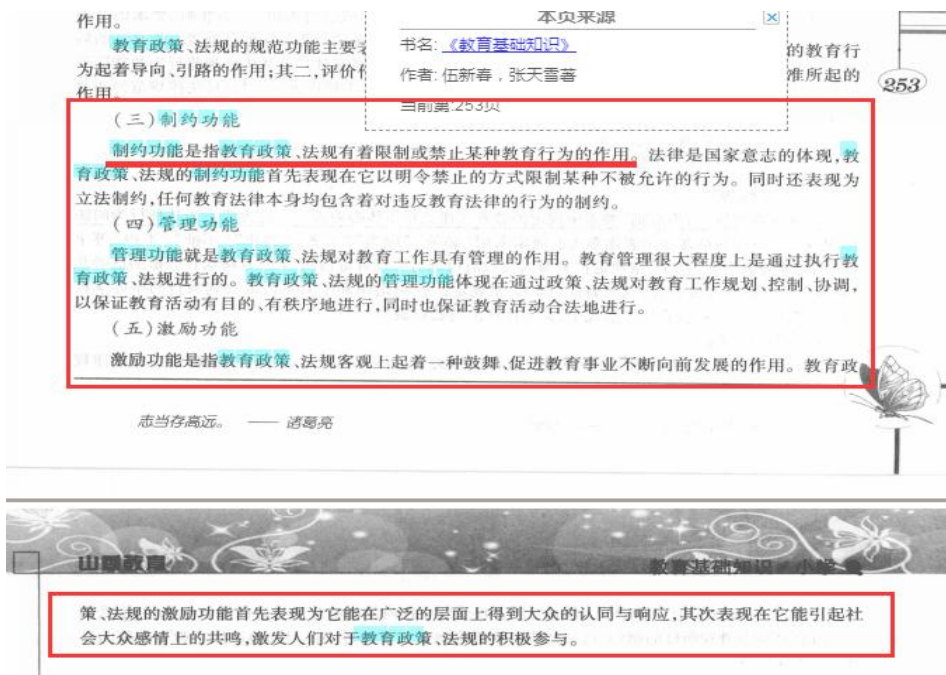 作用。
本页来源
教育政策、法规的规范功能主要
书名:《教育基础知识》
的教育行
为起着导向、引路的作用;其二,评价
作者: 伍新春，张天雪著
准所起的
作用。
当前第:253页
253
(三)制约功能
制约功能是指教育政策、法规有着限制或禁止某种教育行为的作用。法律是国家意志的体现,教
育政策、法规的制约功能首先表现在它以明令禁止的方式限制某种不被允许的行为。同时还表现为
立法制约,任何教育法律本身均包含着对违反教育法律的行为的制约。
(四)管理功能
管理功能就是教育政策、法规对教育工作具有管理的作用。教育管理很大程度上是通过执行教
育政策、法规进行的。教育政策、法规的管理功能体现在通过政策、法规对教育工作规划、控制、协调,
以保证教育活动有目的、有秩序地进行,同时也保证教育活动合法地进行。
(五)激励功能
激励功能是指教育政策、法规客观上起着一种鼓舞、促进教育事业不断向前发展的作用。教育政
志当存高远。 —— 诸葛亮
教育基础知识
策、法规的激励功能首先表现为它能在广泛的层面上得到大众的认同与响应,其次表现在它能引起社
会大众感情上的共鸣,激发人们对于教育政策、法规的积极参与。